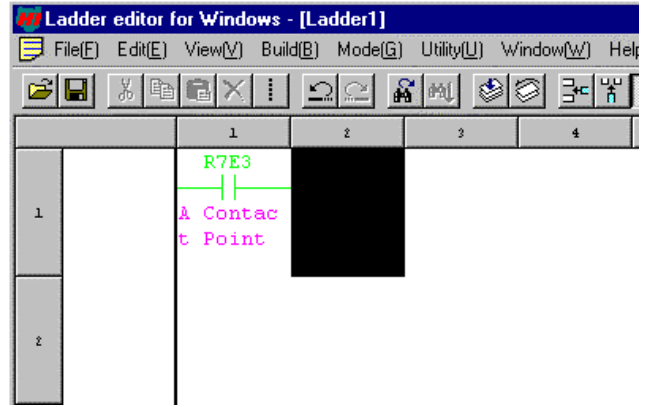 Ladder editor for Windows - [Ladder1]
File(F) Edit(E) View(V) Build(B) Mode(G) Utility(U) Window(W) Help
1 2 3 4
R7E3
1
A Contac
t Point
2